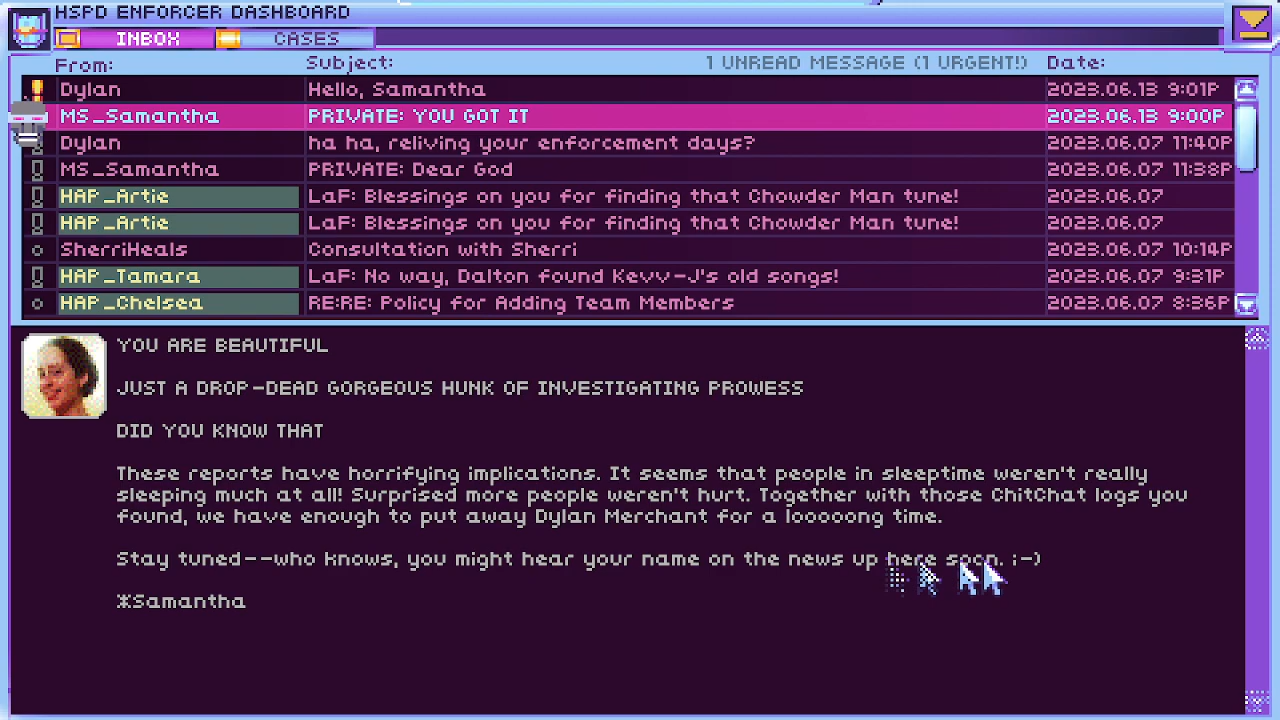 HSPD ENFORCER DASHBOARD
INBOX CASES
From: Subject: 1 UNREAD MESSAGE (1 URGENT!) Date:
Dylan Hello, Samantha 2023.06.13 9:01P
MS_Samantha PRIVATE: YOU GOT IT 2023.06.13 9:00P
Dylan ha ha, reliving your enforcement days? 2023.06.07 11:40P
MS_Samantha PRIVATE: Dear God 2023.06.07 11:38P
HAP_Artie LaF: Blessings on you for finding that Chowder Man tune! 2023.06.07
HAP_Artie LaF: Blessings on you for finding that Chowder Man tune! 2023.06.07
SherriHeals Consultation with Sherri 2023.06.07 10:14P
HAP_Tamara LaF: No way, Dalton found Kevv-J's old songs! 2023.06.07 9:31P
HAP_Chelsea RE:RE: Policy for Adding Team Members 2023.06.07 8:36P
YOU ARE BEAUTIFUL
JUST A DROP-DEAD GORGEOUS HUNK OF INVESTIGATING PROWESS
DID YOU KNOW THAT
These reports have horrifying implications. It seems that people in sleeptime weren't really
sleeping much at all! Surprised more people weren't hurt. Together with those ChitChat logs you
found, we have enough to put away Dylan Merchant for a looooong time.
Stay tuned--who knows, you might hear your name on the news up here soon. :-)
*Samantha